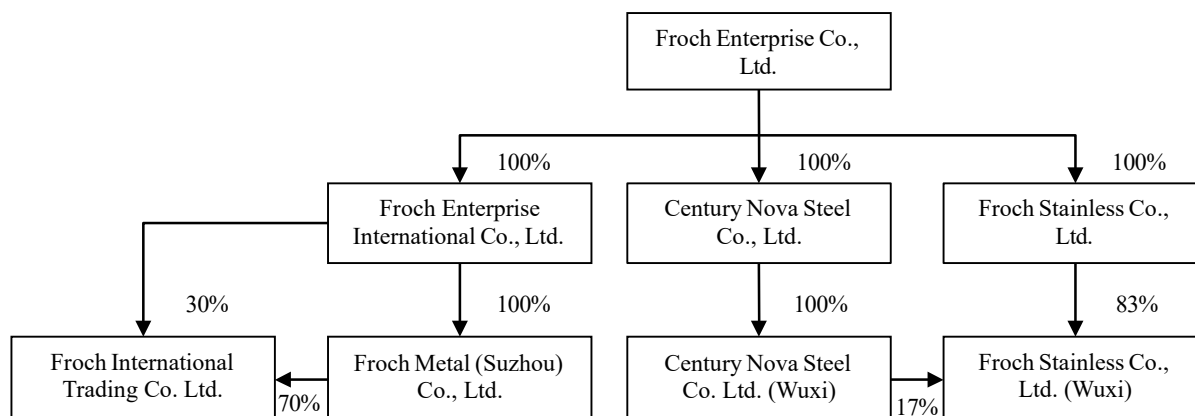 Froch Enterprise Co.,
Ltd.
100%
100%
100%
Froch Enterprise
International Co., Ltd.
Century Nova Steel
Co., Ltd.
Froch Stainless Co.,
Ltd.
30%
100%
100%
83%
Froch International
Trading Co. Ltd.
Froch Metal (Suzhou)
Co., Ltd.
Century Nova Steel
Co. Ltd. (Wuxi)
Froch Stainless Co.,
Ltd. (Wuxi)
70%
17%